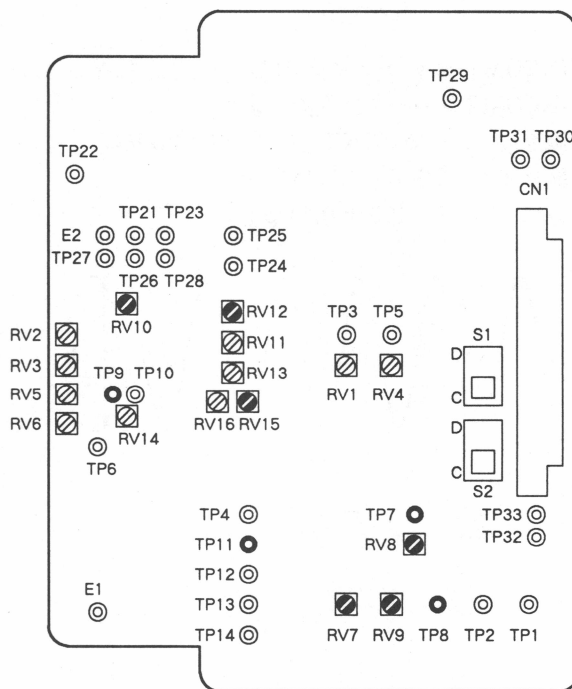 TP29
TP31 TP30
TP22
CN1
TP21 TP23
E2
TP25
TP27
TP24
TP26 TP28
RV10
RV12
TP3 TP5
RV2
RV11
S1
D
RV3
RV13
RV1 RV4
TP9 TP10
RV5
C
RV6
RV14
RV16 RV15
D
TP6
C
S2
TP4
TP7
TP33
TP11
RV8
TP32
TP12
E1
TP13
TP14
RV7 RV9 TP8 TP2 TP1